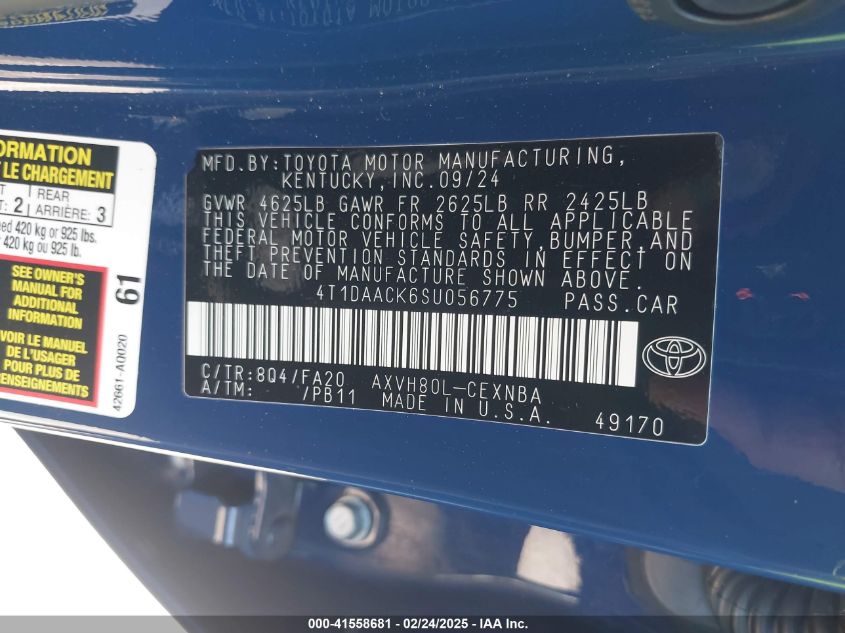 ORMATION
LE CHARGEMENT
REAR
2 ARRIÈRE: 3
420 kg or 925 lbs.
420 kg ou 925 lb.
SEE OWNER'S
MANUAL FOR
ADDITIONAL
INFORMATION
VOIR LE MANUEL
DE L'USAGER
POUR PLUS DE
RENSEIGNEMENTS
61
42661-A0020
MFD.BY:TOYOTA MOTOR MANUFACTURING,
KENTUCKY,INC.09/24
GVWR 4625LB GAWR FR 2625LB RR 2425LB
THIS VEHICLE CONFORMS TO ALL APPLICABLE
FEDERAL MOTOR VEHICLE SAFETY,BUMPER,AND
THEFT PREVENTION STANDARDS IN EFFECT ON
THE DATE OF MANUFACTURE SHOWN ABOVE.
4T1DAACK6SU056775 PASS.CAR
C/TR:8Q4/FA20 AXVH80L-CEXNBA
A/TM: /PB11 MADE IN U.S.A.
49170
000-41558681 - 02/24/2025 - IAA Inc.